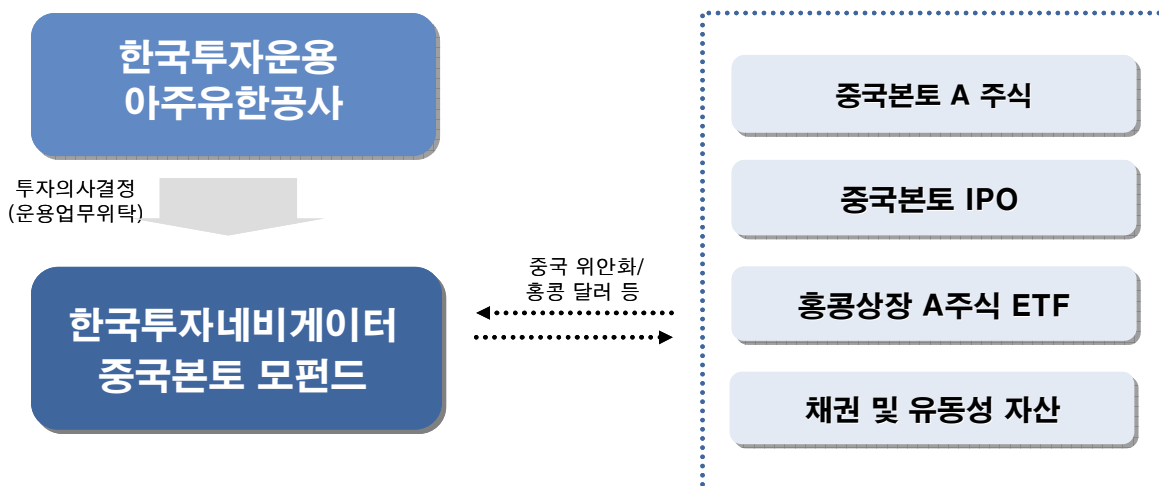 한국투자운용
아주유한공사
투자의사결정
(운용업무위탁)
한국투자네비게이터
중국본토 모펀드
중국 위안화/
홍콩 달러 등
중국본토 A 주식
중국본토 IPO
홍콩상장 A주식 ETF
채권 및 유동성 자산